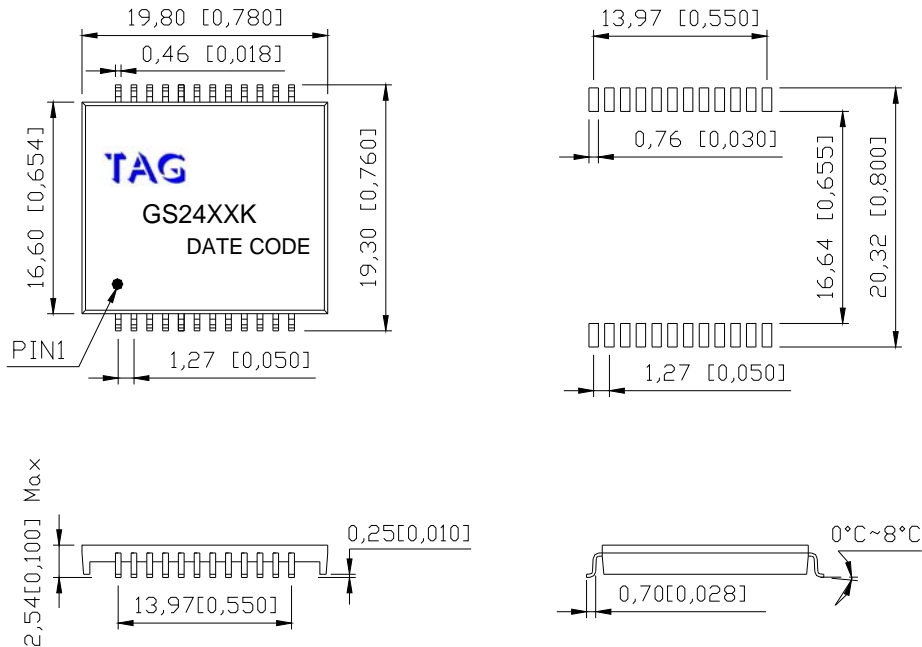 19,80 [0,780]
0,46 [0,018]
16,60 [0,654]
19,30 [0,760]
TAG
GS24XXK
DATE CODE
PIN1
1,27 [0,050]
13,97 [0,550]
0,76 [0,030]
16,64 [0,655]
20,32 [0,800]
1,27 [0,050]
2,54[0,100] Max
0,25[0,010]
13,97[0,550]
0°C~8°C
0,70[0,028]